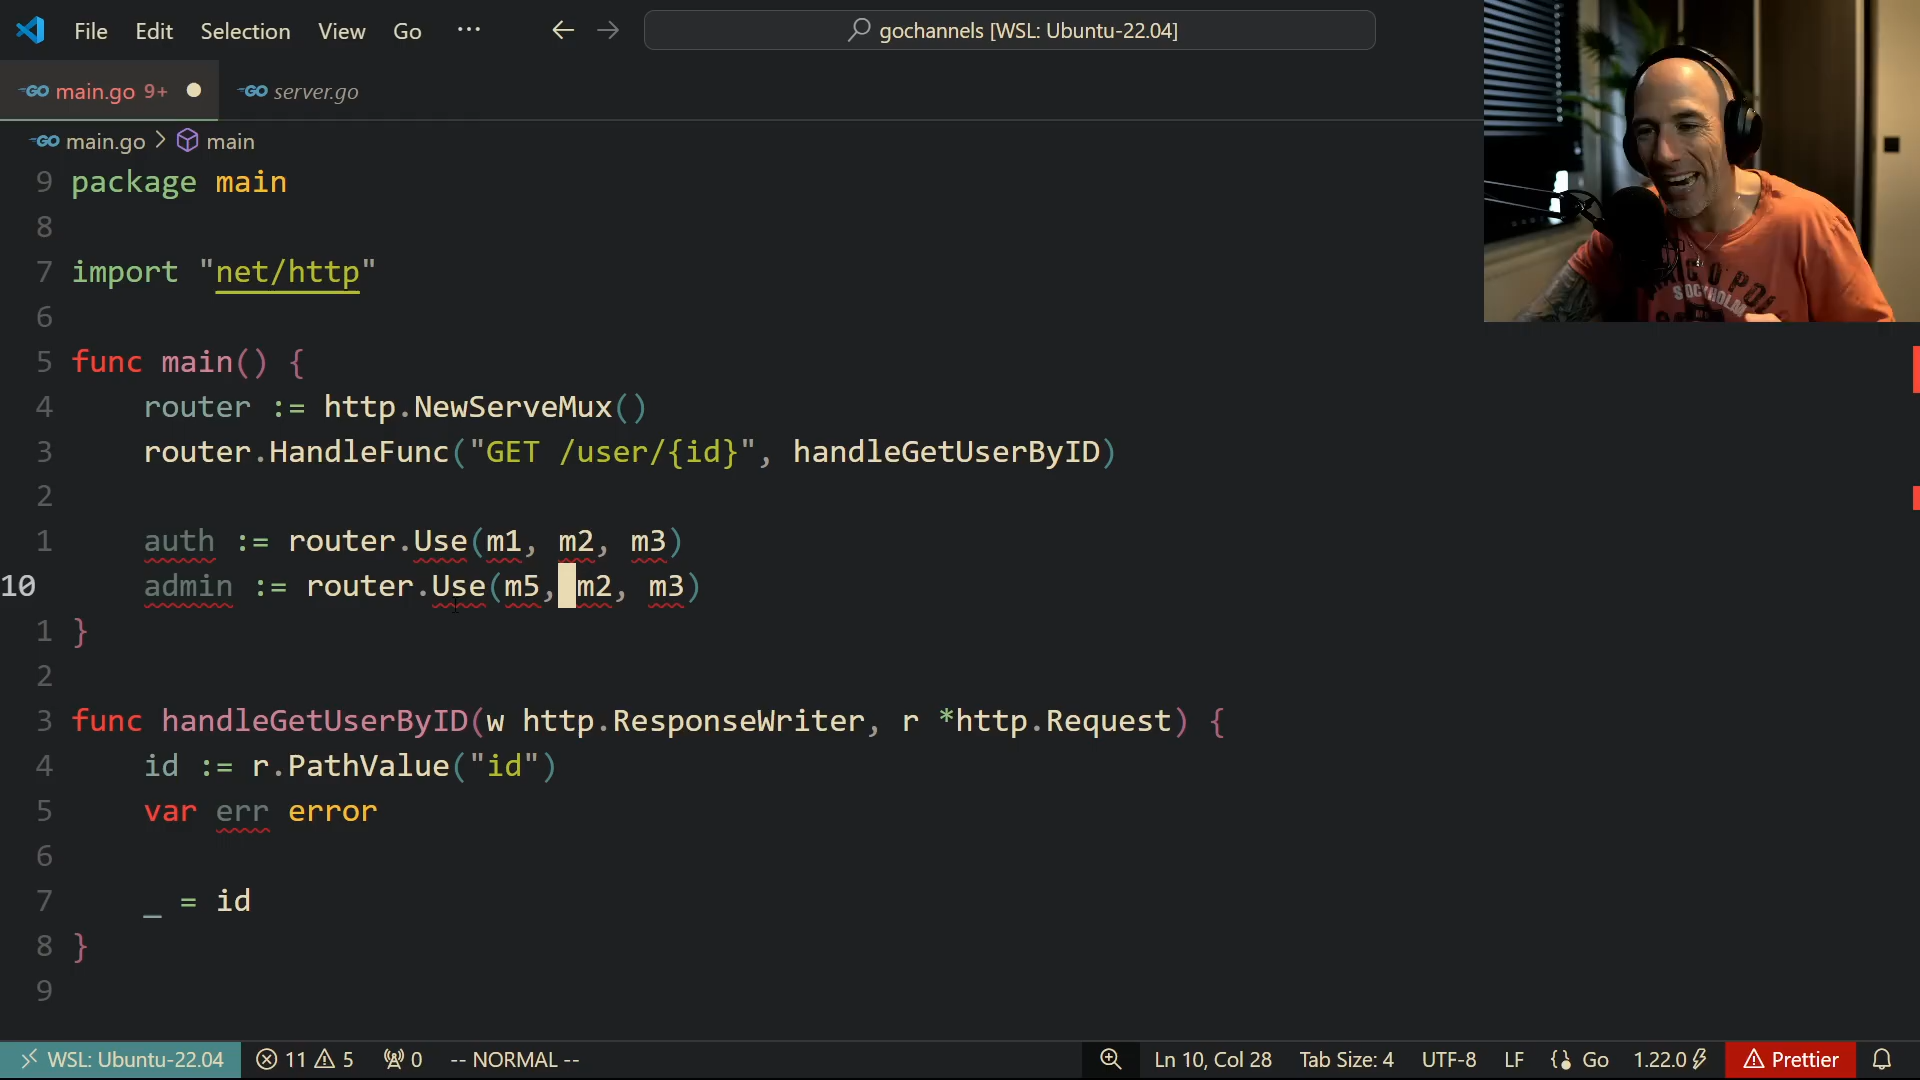 File Edit Selection View Go ··· gochannels [WSL: Ubuntu-22.04]
GO main.go 9+ GO server.go
GO main.go > main
9 package main
8
7 import "net/http"
6
5 func main() {
4 router := http.NewServeMux()
3 router.HandleFunc("GET /user/{id}", handleGetUserByID)
2
1 auth := router.Use(m1, m2, m3)
10 admin := router.Use(m5, m2, m3)
1 }
2
3 func handleGetUserByID(w http.ResponseWriter, r *http.Request) {
4 id := r.PathValue("id")
5 var err error
6
7 _ = id
8 }
9
STOCKHOLM
WSL: Ubuntu-22.04 11 5 0 -- NORMAL -- Ln 10, Col 28 Tab Size: 4 UTF-8 LF Go 1.22.0 Prettier